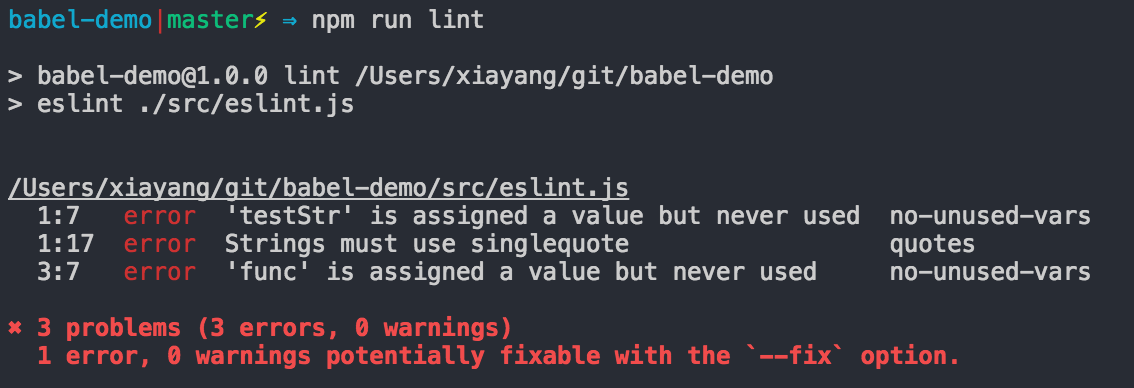 babel-demo|master⚡ ⇒ npm run lint
> babel-demo@1.0.0 lint /Users/xiayang/git/babel-demo
> eslint ./src/eslint.js
/Users/xiayang/git/babel-demo/src/eslint.js
1:7 error 'testStr' is assigned a value but never used no-unused-vars
1:17 error Strings must use singlequote quotes
3:7 error 'func' is assigned a value but never used no-unused-vars
✖ 3 problems (3 errors, 0 warnings)
1 error, 0 warnings potentially fixable with the `--fix` option.